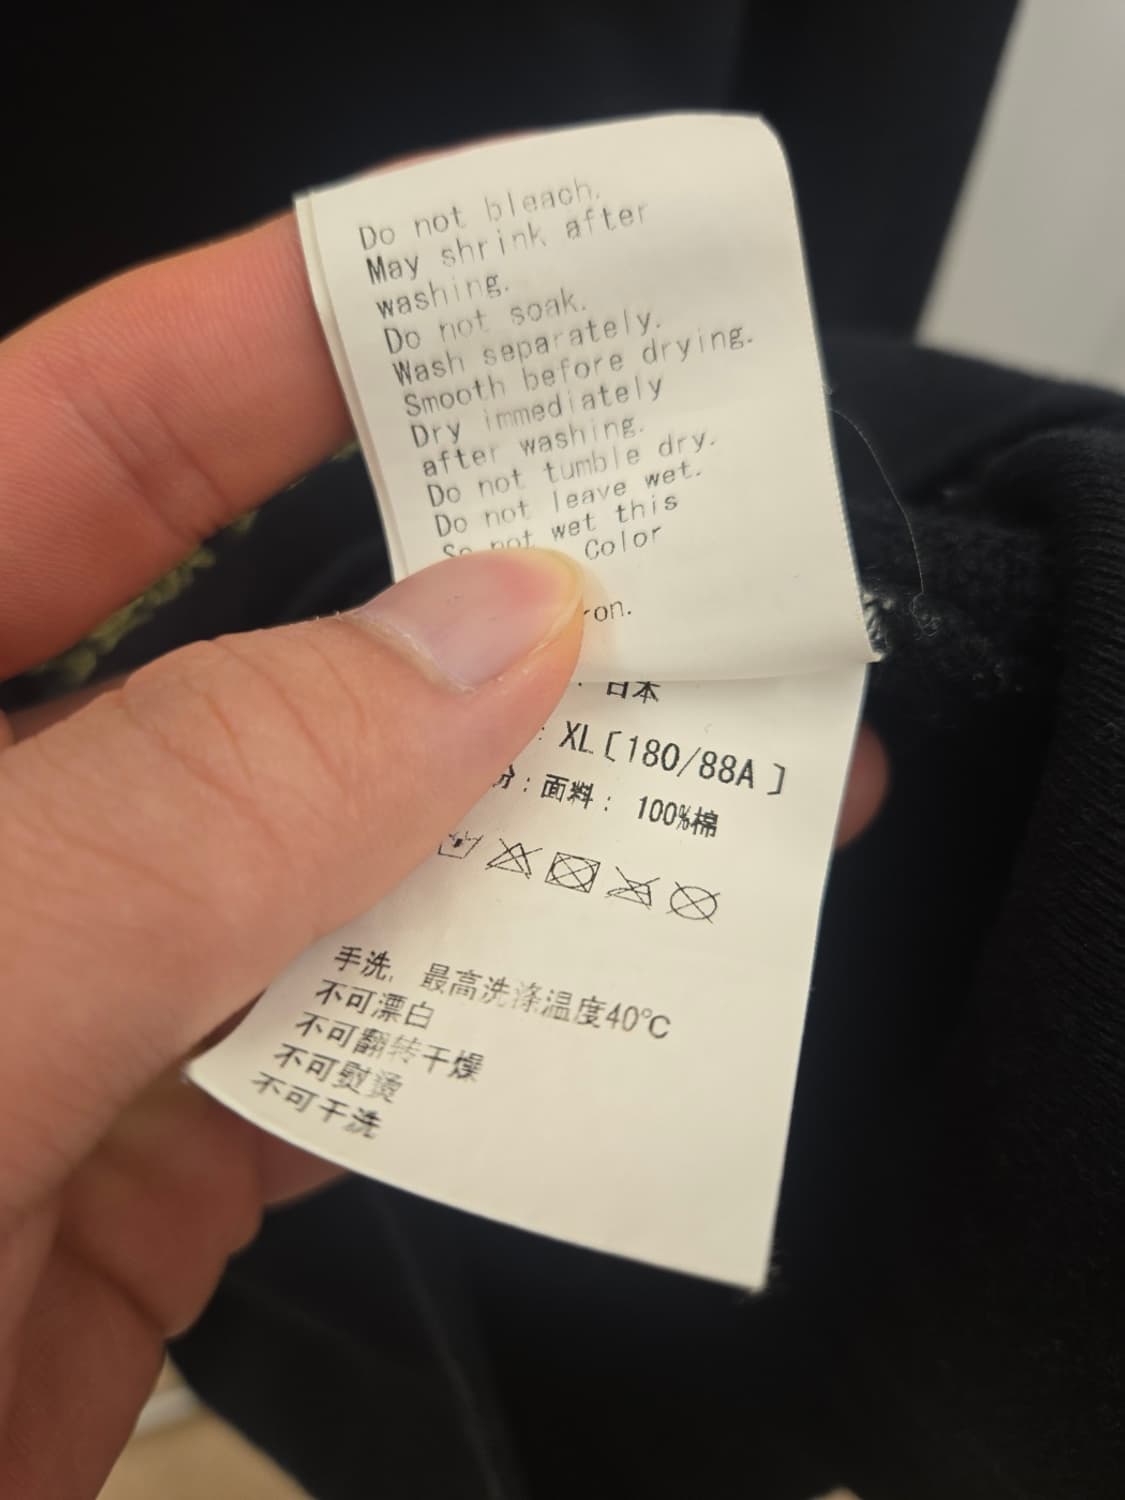 Do not bleach.
May shrink after
washing.
Do not soak.
Wash separately.
Smooth before drying.
Dry immediately
after washing.
Do not tumble dry.
Do not leave wet.
So not wet this
Color
ron.
日本
XL〔180/88A 〕
: 面料: 100%棉
手洗, 最高洗涤温度40℃
不可漂白
不可翻转干燥
不可熨烫
不可干洗